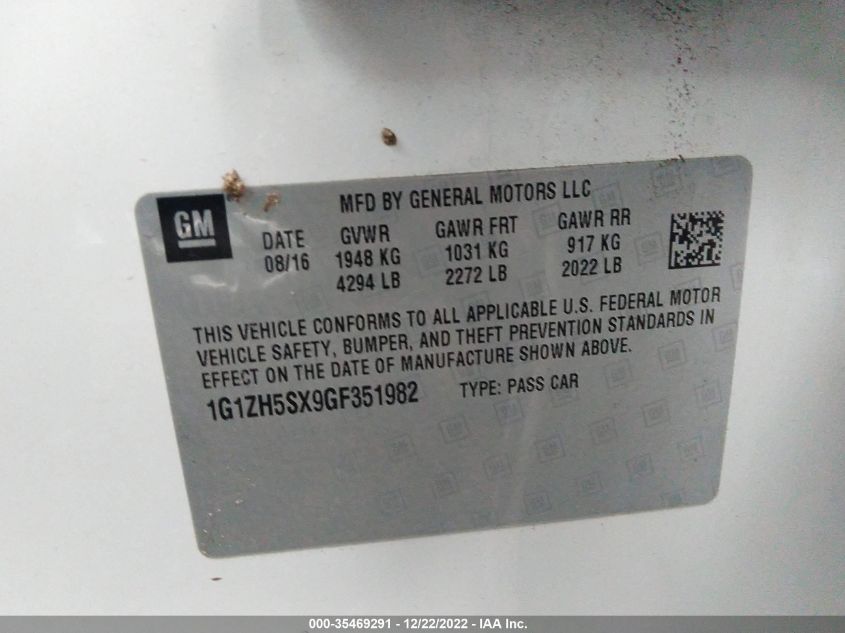 GM
MFD BY GENERAL MOTORS LLC
DATE GVWR GAWR FRT GAWR RR
08/16 1948 KG 1031 KG 917 KG
4294 LB 2272 LB 2022 LB
THIS VEHICLE CONFORMS TO ALL APPLICABLE U.S. FEDERAL MOTOR
VEHICLE SAFETY, BUMPER, AND THEFT PREVENTION STANDARDS IN
EFFECT ON THE DATE OF MANUFACTURE SHOWN ABOVE.
1G1ZH5SX9GF351982 TYPE: PASS CAR
000-35469291 - 12/22/2022 - IAA Inc.